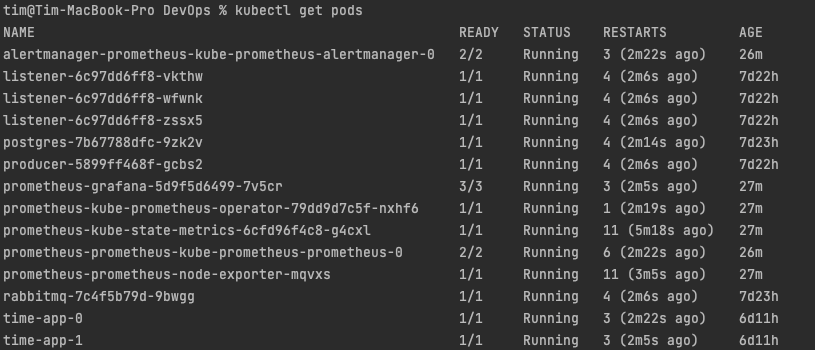 tim@Tim-MacBook-Pro DevOps % kubectl get pods
NAME READY STATUS RESTARTS AGE
alertmanager-prometheus-kube-prometheus-alertmanager-0 2/2 Running 3 (2m22s ago) 26m
listener-6c97dd6ff8-vkthw 1/1 Running 4 (2m6s ago) 7d22h
listener-6c97dd6ff8-wfwnk 1/1 Running 4 (2m6s ago) 7d22h
listener-6c97dd6ff8-zssx5 1/1 Running 4 (2m6s ago) 7d22h
postgres-7b67788dfc-9zk2v 1/1 Running 4 (2m14s ago) 7d23h
producer-5899ff468f-gcbs2 1/1 Running 4 (2m6s ago) 7d22h
prometheus-grafana-5d9f5d6499-7v5cr 3/3 Running 3 (2m5s ago) 27m
prometheus-kube-prometheus-operator-79dd9d7c5f-nxhf6 1/1 Running 1 (2m19s ago) 27m
prometheus-kube-state-metrics-6cfd96f4c8-g4cxl 1/1 Running 11 (5m18s ago) 27m
prometheus-prometheus-kube-prometheus-prometheus-0 2/2 Running 6 (2m22s ago) 26m
prometheus-prometheus-node-exporter-mqvxs 1/1 Running 11 (3m5s ago) 27m
rabbitmq-7c4f5b79d-9bwgg 1/1 Running 4 (2m6s ago) 7d23h
time-app-0 1/1 Running 3 (2m22s ago) 6d11h
time-app-1 1/1 Running 3 (2m5s ago) 6d11h